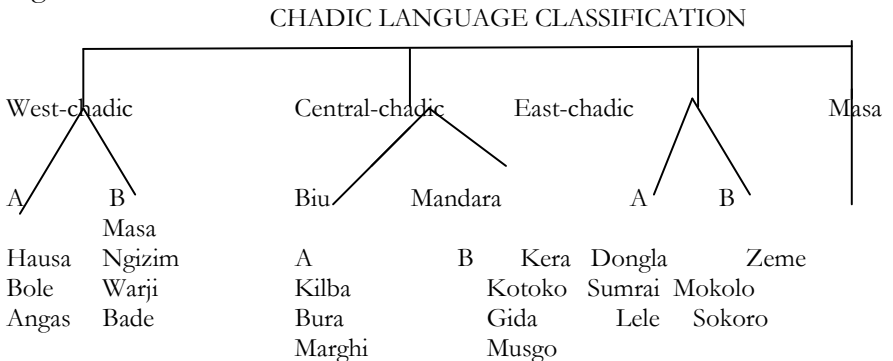 CHADIC LANGUAGE CLASSIFICATION
West-chadic Central-chadic East-chadic Masa
A B Biu Mandara A B
Masa
Hausa Ngizim A B Kera Dongla Zeme
Bole Warji Kilba Kotoko Sumrai Mokolo
Angas Bade Bura Gida Lele Sokoro
Marghi Musgo